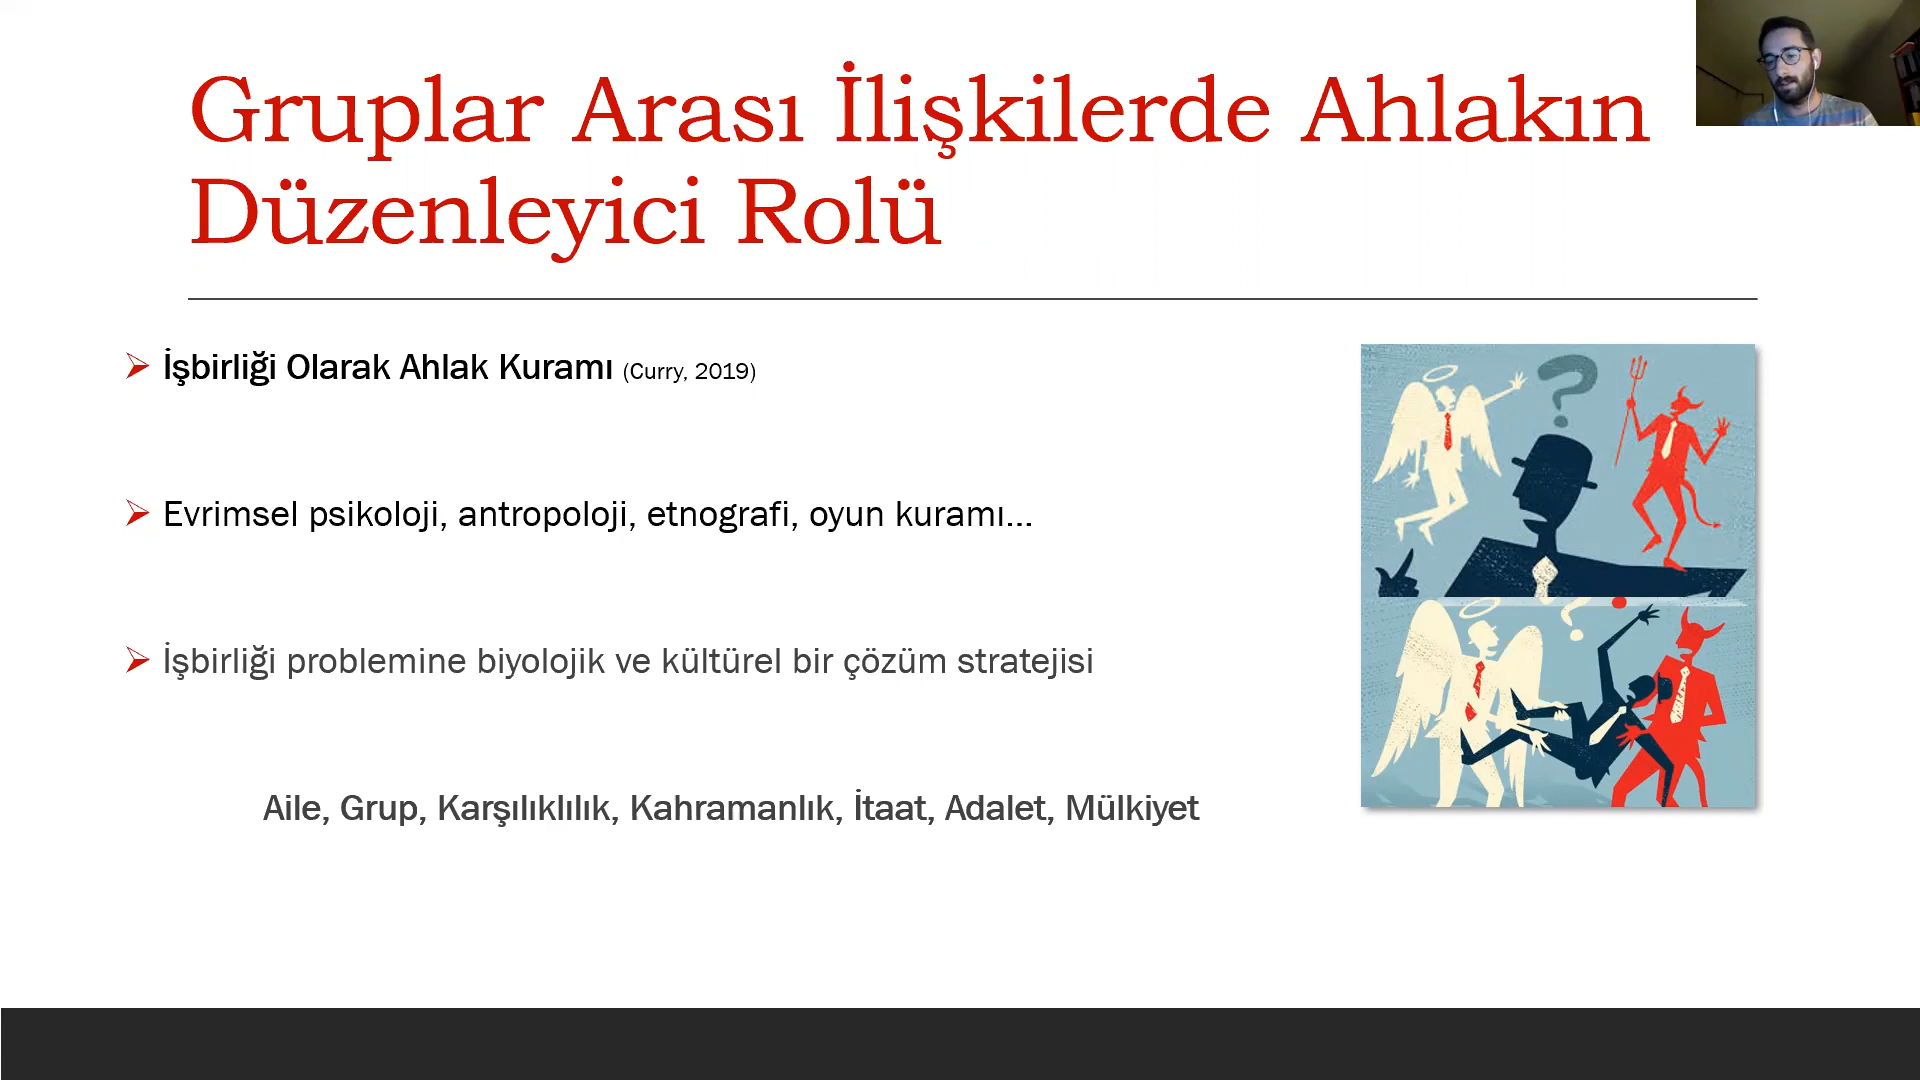 Gruplar Arası İlişkilerde Ahlakın
Düzenleyici Rolü
İşbirliği Olarak Ahlak Kuramı (Curry, 2019)
Evrimsel psikoloji, antropoloji, etnografi, oyun kuramı...
İşbirliği problemine biyolojik ve kültürel bir çözüm stratejisi
Aile, Grup, Karşılıklılık, Kahramanlık, İtaat, Adalet, Mülkiyet